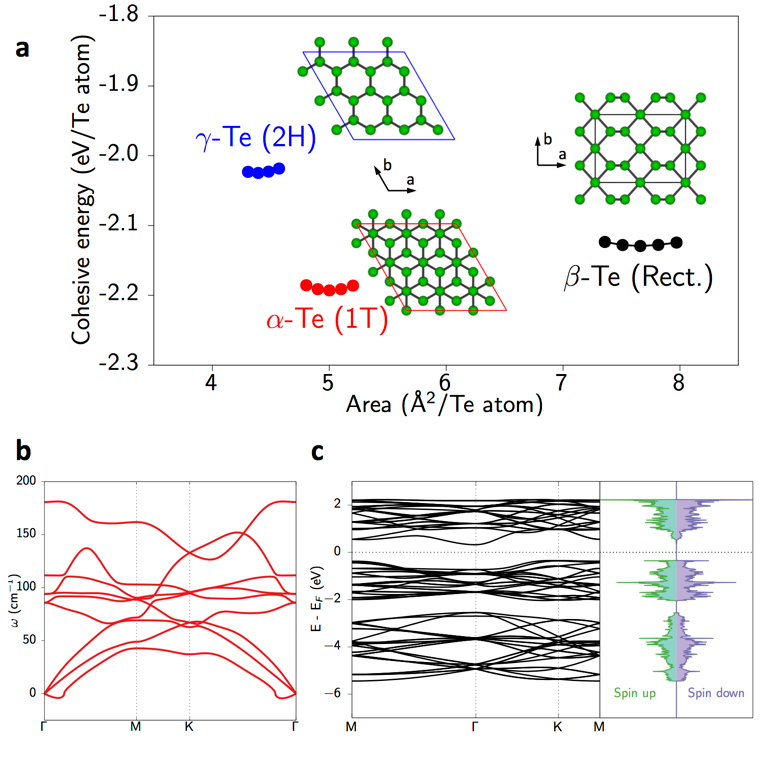 a
Cohesive energy (eV/Te atom)
-1.8
-1.9
-2.0
-2.1
-2.2
-2.3
γ-Te (2H)
b
a
b
a
β-Te (Rect.)
α-Te (1T)
4
5
6
7
8
Area (Å²/Te atom)
b
ω (cm⁻¹)
200
150
100
50
0
Γ
M
K
Γ
c
E - E_F (eV)
2
0
−2
−4
−6
M
Γ
K
M
Spin up
Spin down